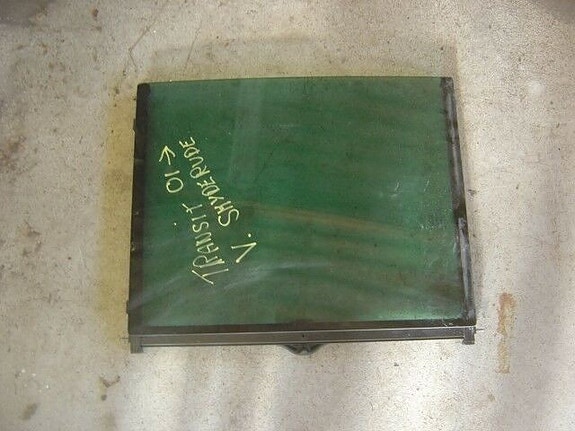 TRANSIT 01→
V. SKYDERUDE